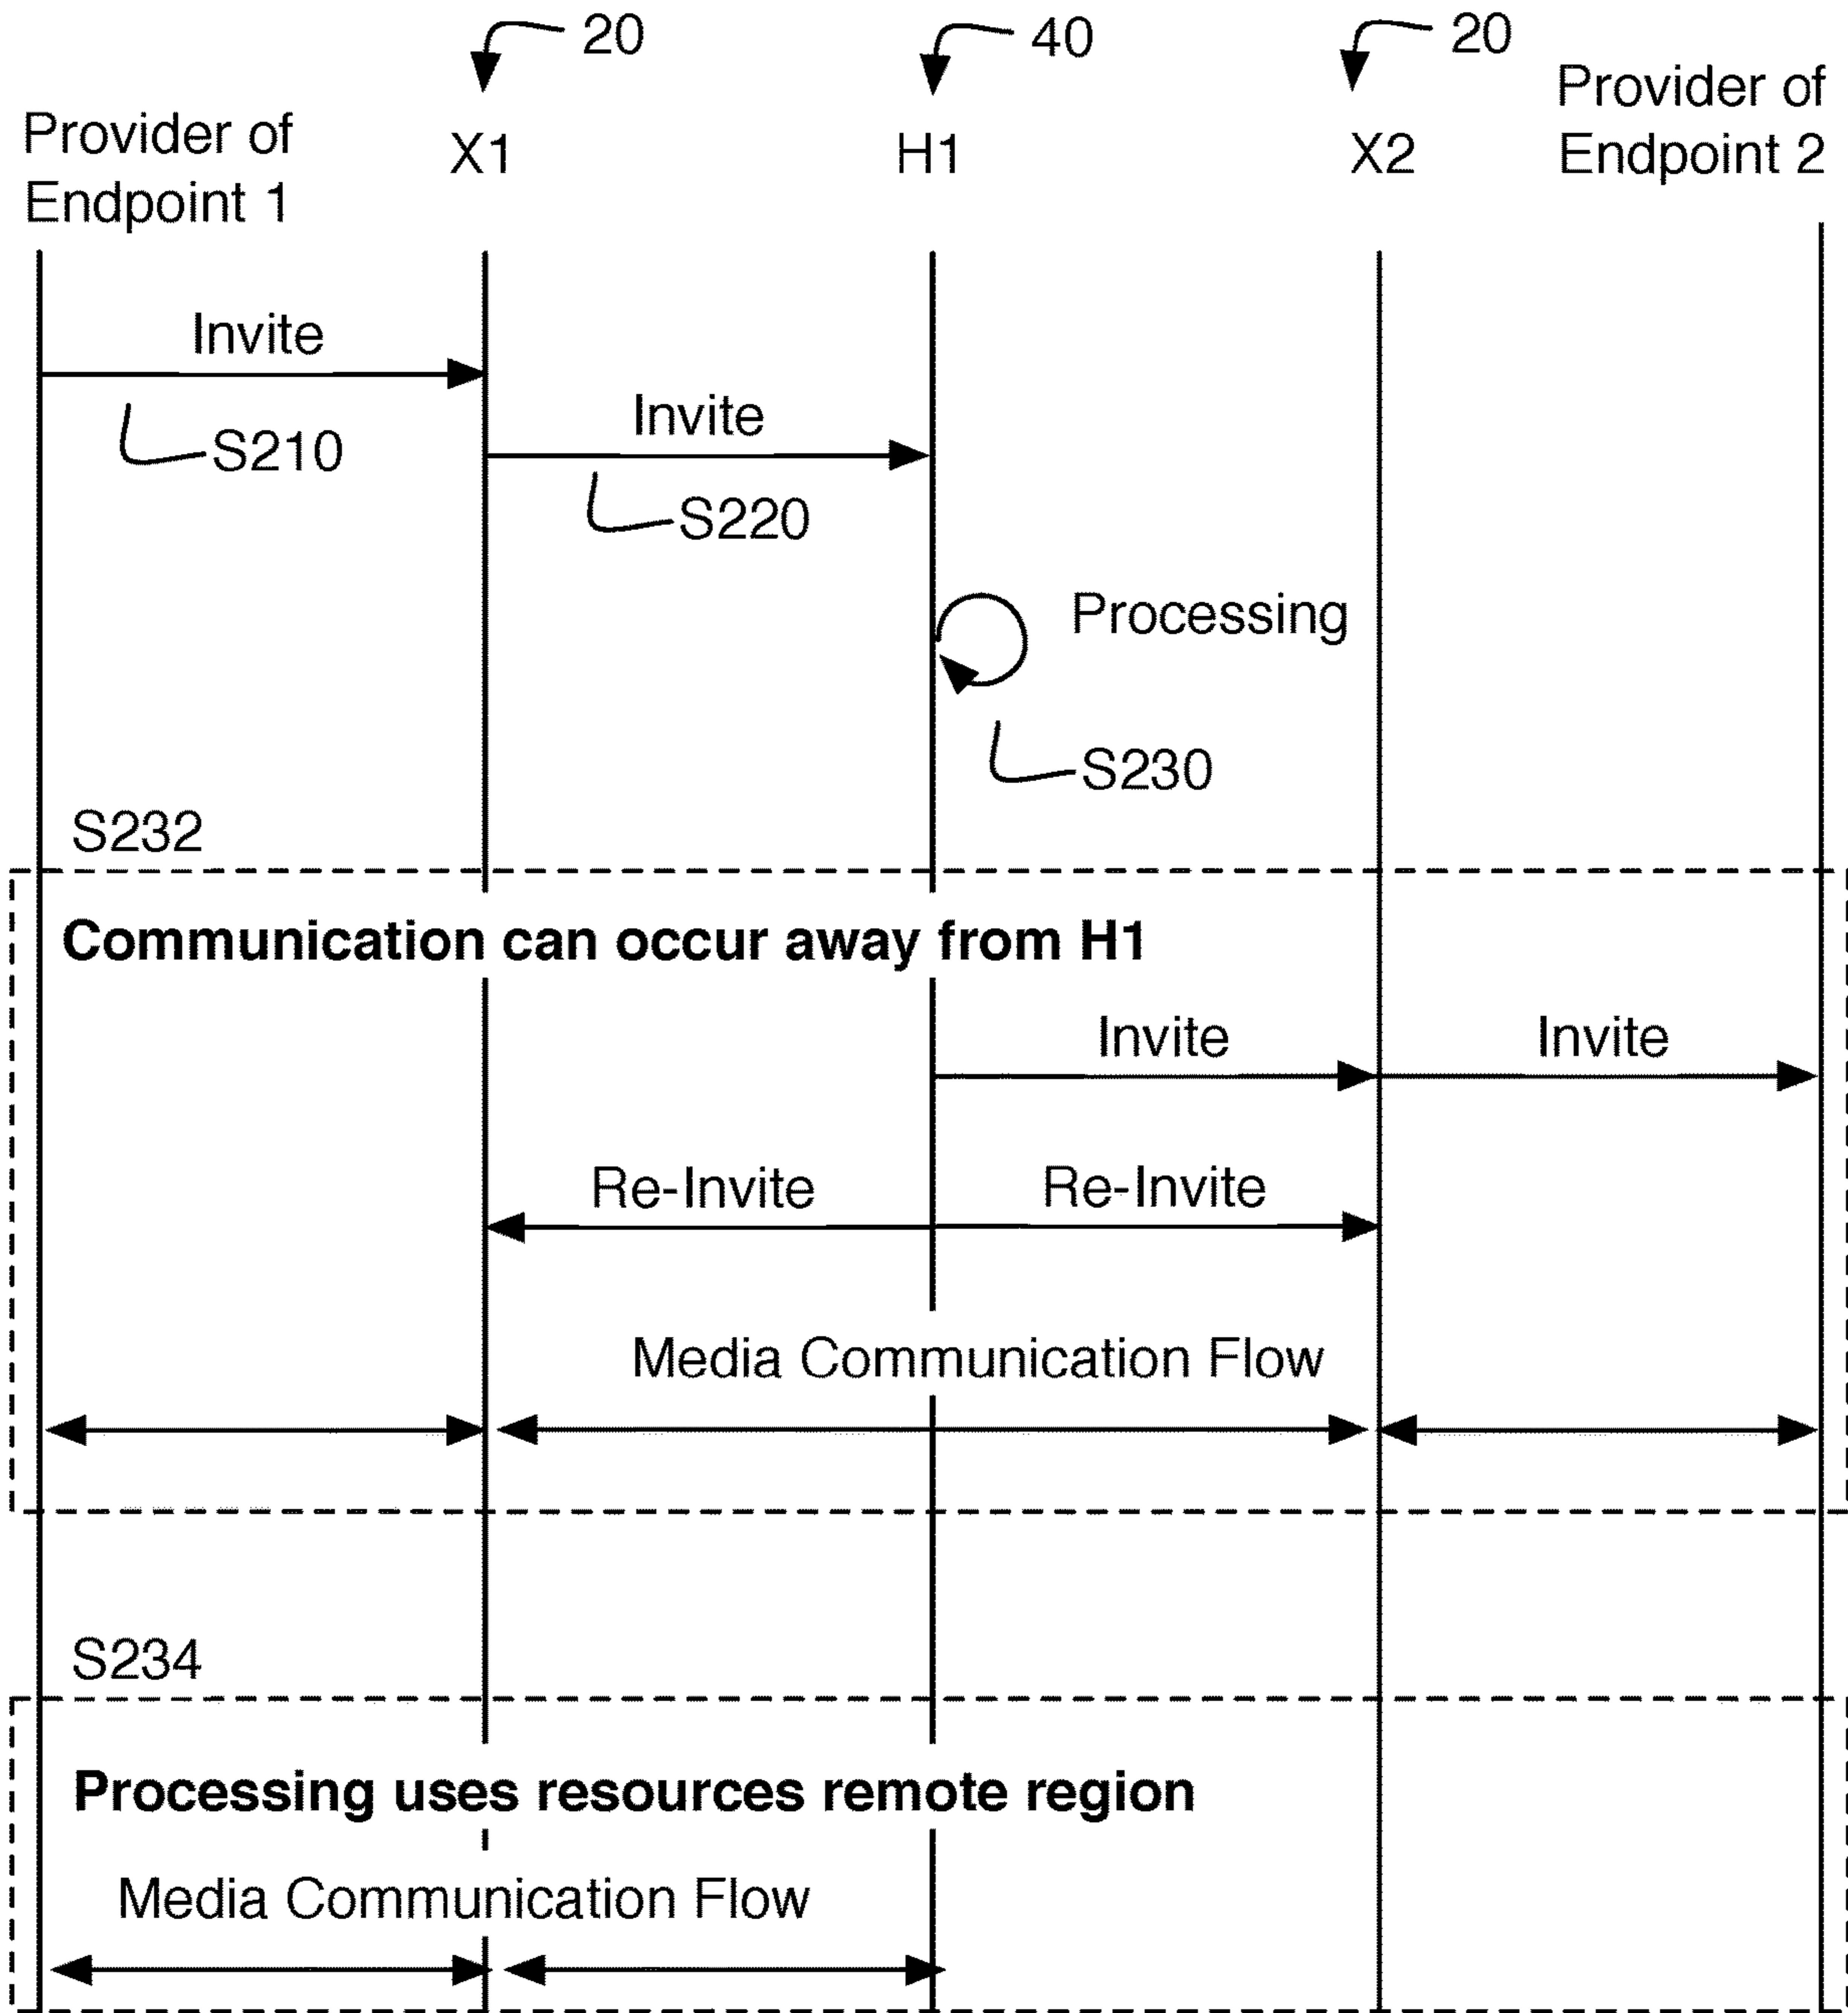 20
40
20
Provider of
Endpoint 1
X1
H1
X2
Provider of
Endpoint 2
Invite
S210
Invite
S220
Processing
S230
S232
Communication can occur away from H1
Invite
Invite
Re-Invite
Re-Invite
Media Communication Flow
S234
Processing uses resources remote region
Media Communication Flow